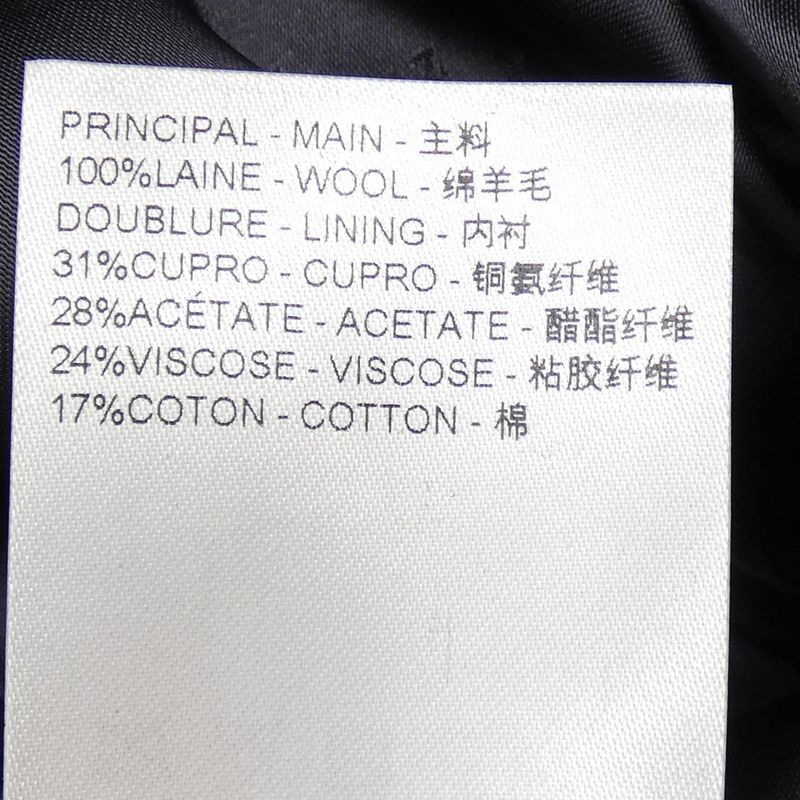 PRINCIPAL - MAIN - 主料
100%LAINE - WOOL - 绵羊毛
DOUBLURE - LINING - 内衬
31%CUPRO - CUPRO - 铜氨纤维
28%ACÉTATE - ACETATE - 醋酯纤维
24%VISCOSE - VISCOSE - 粘胶纤维
17%COTON - COTTON - 棉